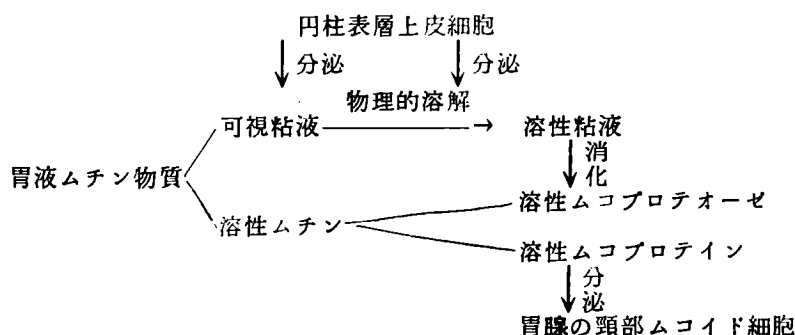 円柱表層上皮細胞
分泌 分泌
物理的溶解
可視粘液 → 溶性粘液
消化
胃液ムチン物質
溶性ムコプロテオーゼ
溶性ムチン
溶性ムコプロテイン
分泌
胃腺の頸部ムコイド細胞